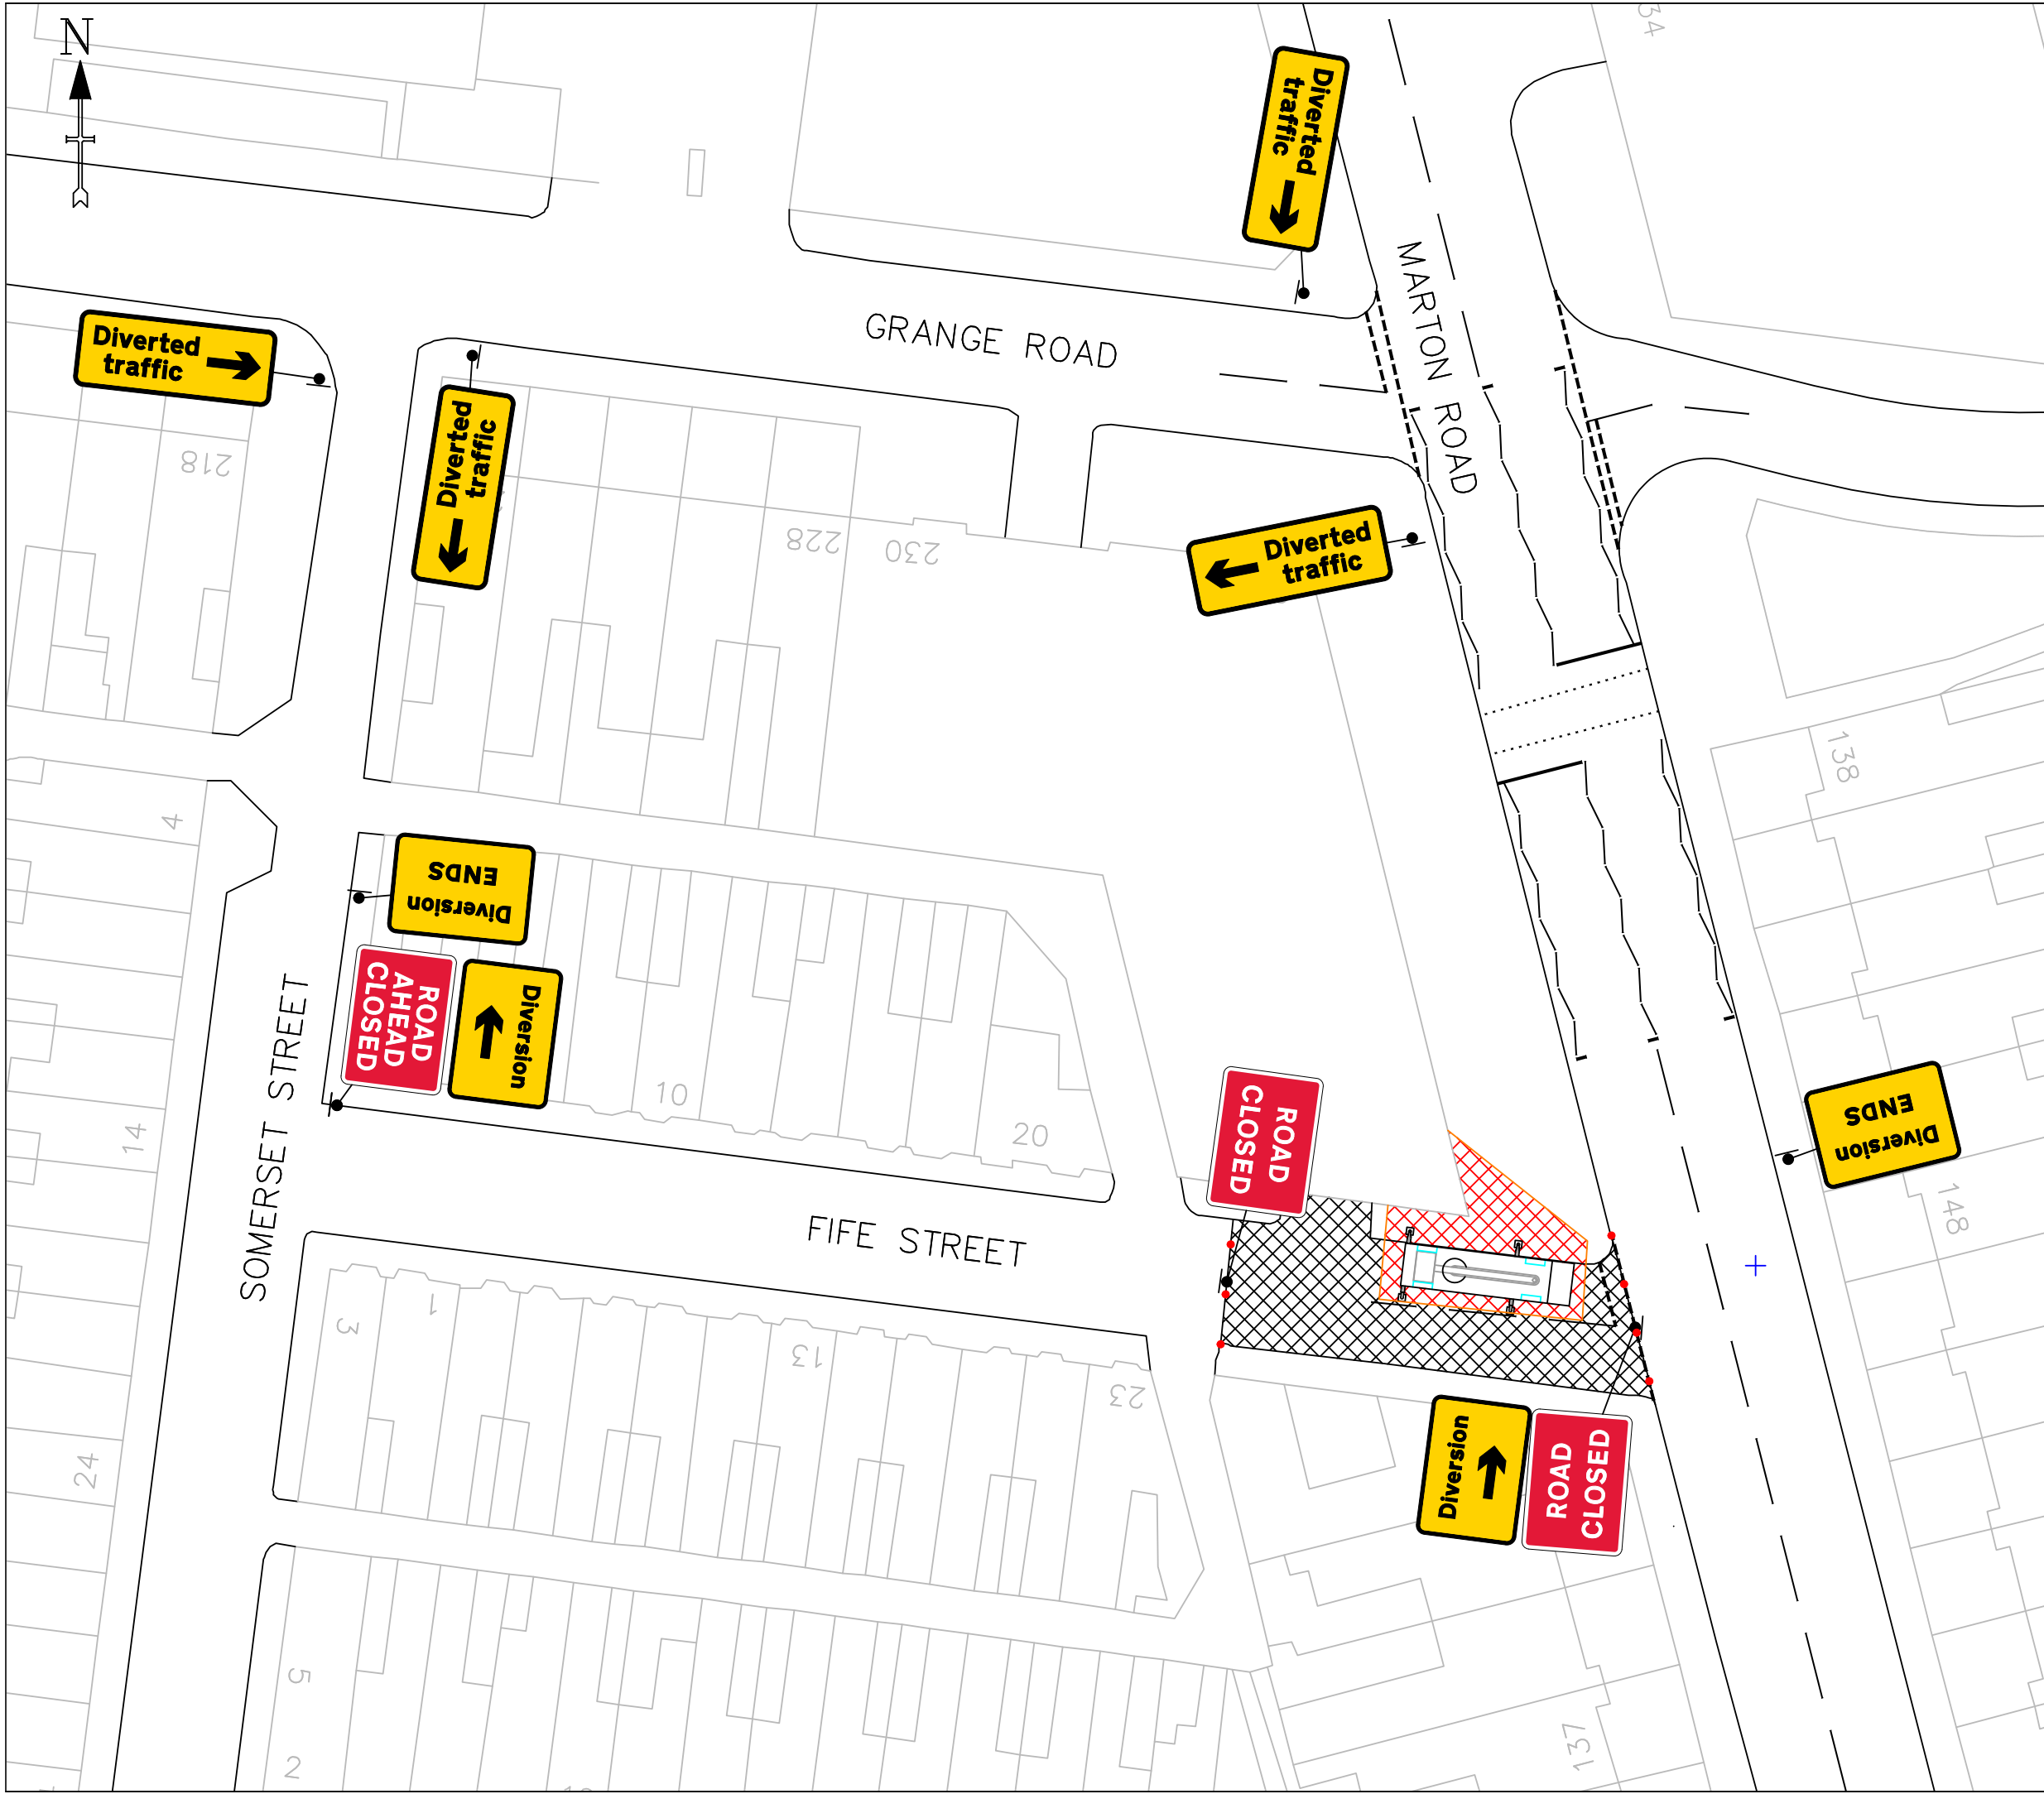 N
34
Diverted
traffic
MARTON ROAD
GRANGE ROAD
Diverted
traffic
Diverted
traffic
218
228
230
Diverted
traffic
138
4
Diversion
ENDS
ROAD
AHEAD
CLOSED
Diversion
10
20
14
SOMERSET STREET
FIFE STREET
ROAD
CLOSED
Diversion
ENDS
148
3
1
13
23
24
Diversion
ROAD
CLOSED
5
2
137